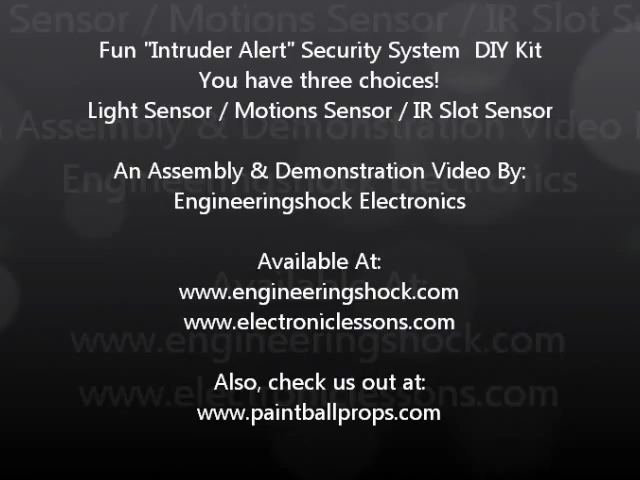 Fun "Intruder Alert" Security System  DIY Kit
You have three choices!
Light Sensor / Motions Sensor / IR Slot Sensor
An Assembly & Demonstration Video By:
Engineeringshock Electronics
Available At:
www.engineeringshock.com
www.electroniclessons.com
Also, check us out at:
www.paintballprops.com